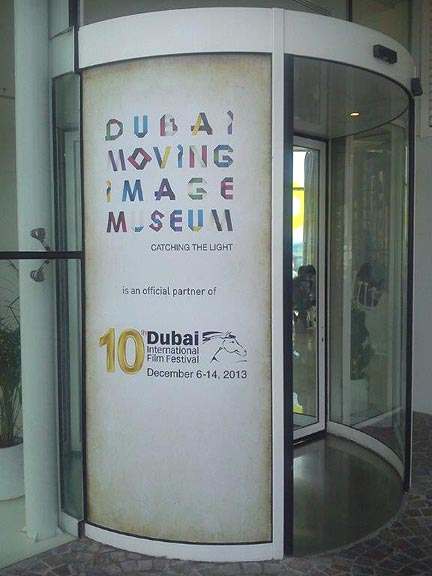 DUBAI
MOVING
IMAGE
MUSEUM
CATCHING THE LIGHT
is an official partner of
10th Dubai
International
Film Festival
December 6-14, 2013